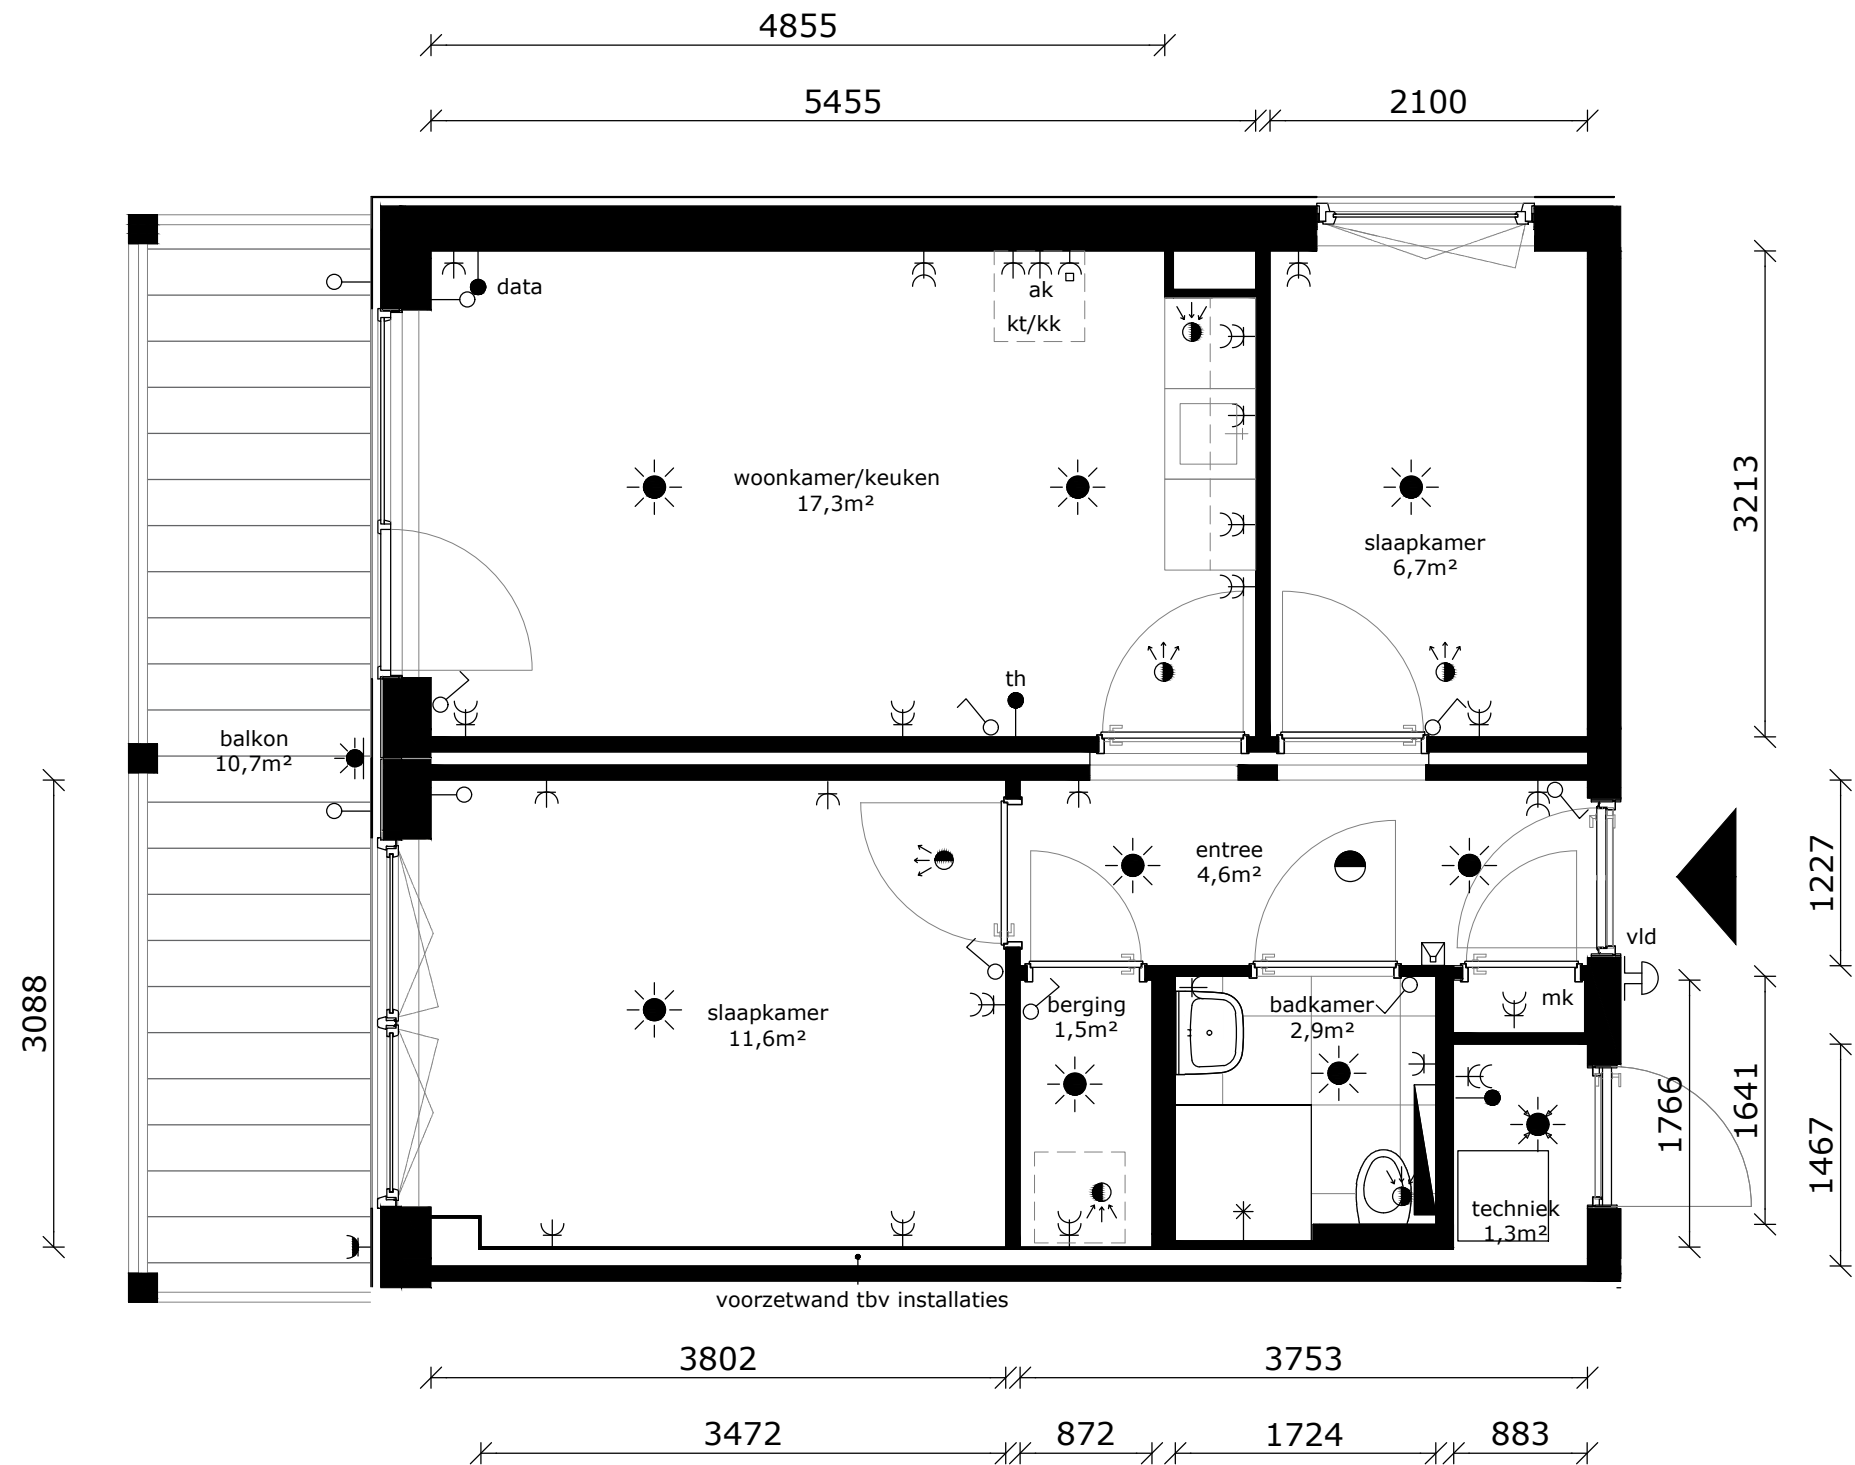 4855
5455
2100
data
ak
kt/kk
woonkamer/keuken
17,3m²
slaapkamer
6,7m²
3213
th
balkon
10,7m²
entree
4,6m²
1227
vld
slaapkamer
11,6m²
berging
1,5m²
badkamer
2,9m²
mk
3088
1766
1641
1467
techniek
1,3m²
voorzetwand tbv installaties
3802
3753
3472
872
1724
883